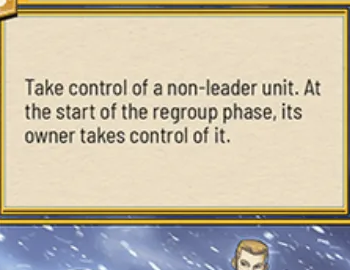 Take control of a non-leader unit. At
the start of the regroup phase, its
owner takes control of it.